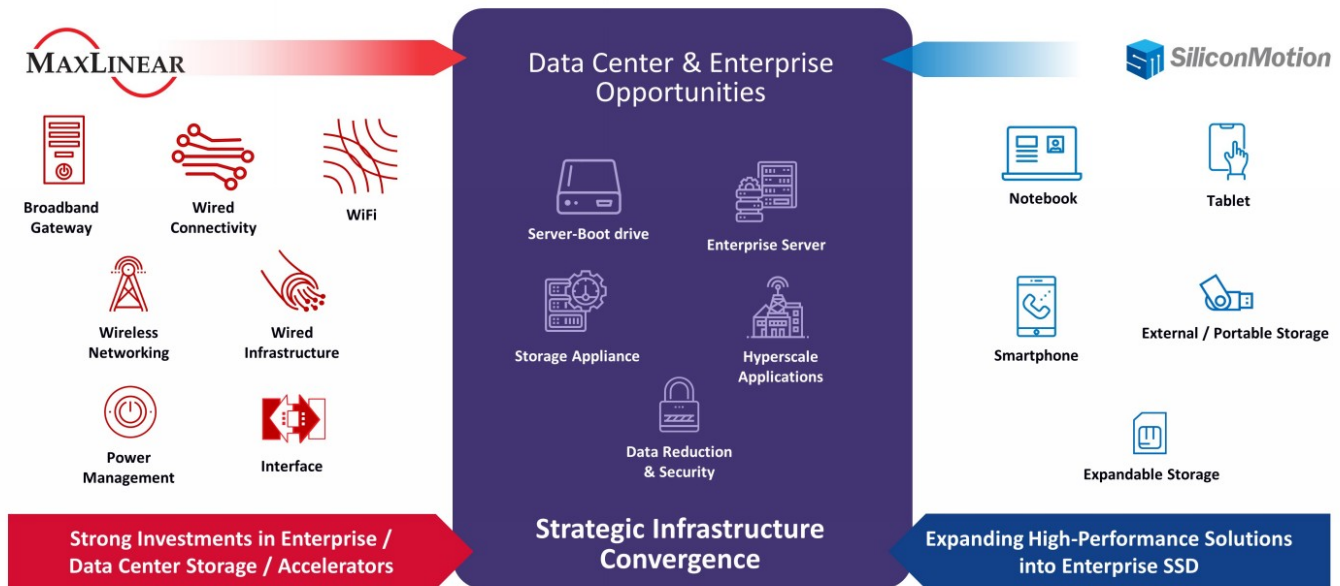 MAXLINEAR
Broadband
Gateway
Wired
Connectivity
WiFi
Wireless
Networking
Wired
Infrastructure
Power
Management
Interface
Strong Investments in Enterprise /
Data Center Storage / Accelerators
Data Center & Enterprise
Opportunities
Server-Boot drive
Enterprise Server
Storage Appliance
Hyperscale
Applications
Data Reduction
& Security
Strategic Infrastructure
Convergence
SiliconMotion
Notebook
Tablet
Smartphone
External / Portable Storage
Expandable Storage
Expanding High-Performance Solutions
into Enterprise SSD